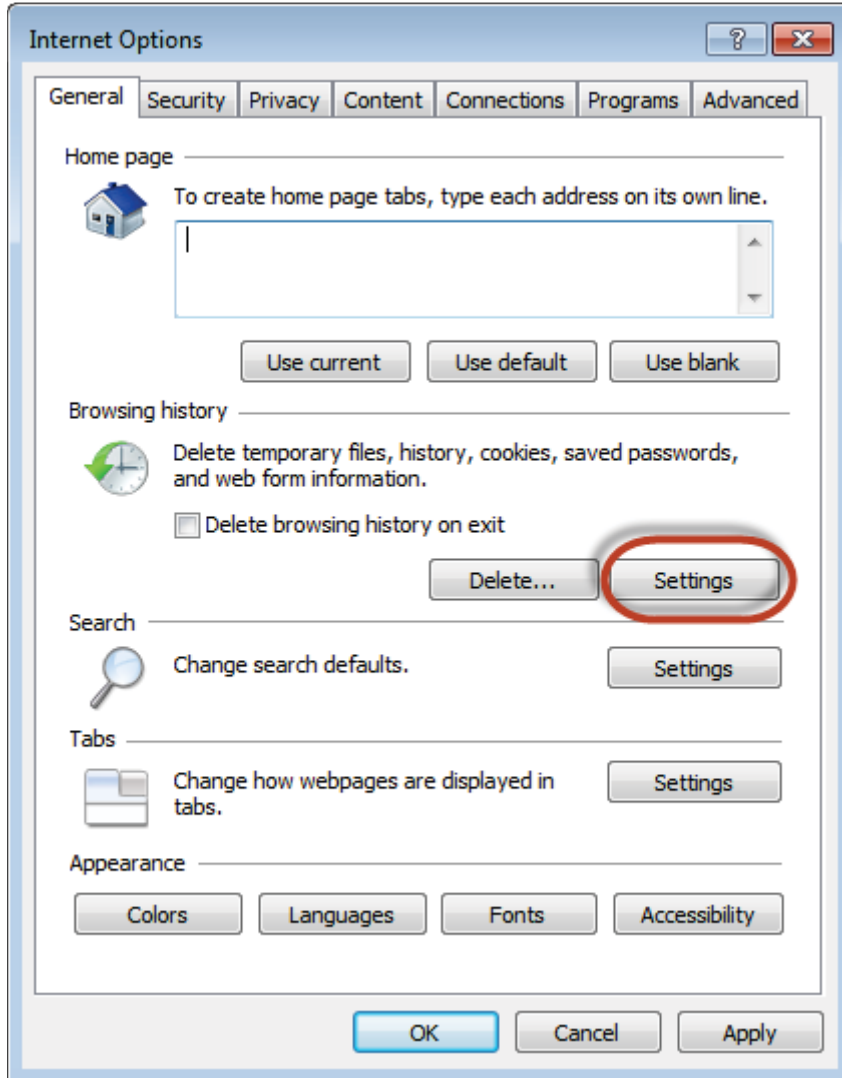 Internet Options
General Security Privacy Content Connections Programs Advanced
Home page
To create home page tabs, type each address on its own line.
Use current Use default Use blank
Browsing history
Delete temporary files, history, cookies, saved passwords,
and web form information.
Delete browsing history on exit
Delete... Settings
Search
Change search defaults. Settings
Tabs
Change how webpages are displayed in Settings
tabs.
Appearance
Colors Languages Fonts Accessibility
OK Cancel Apply